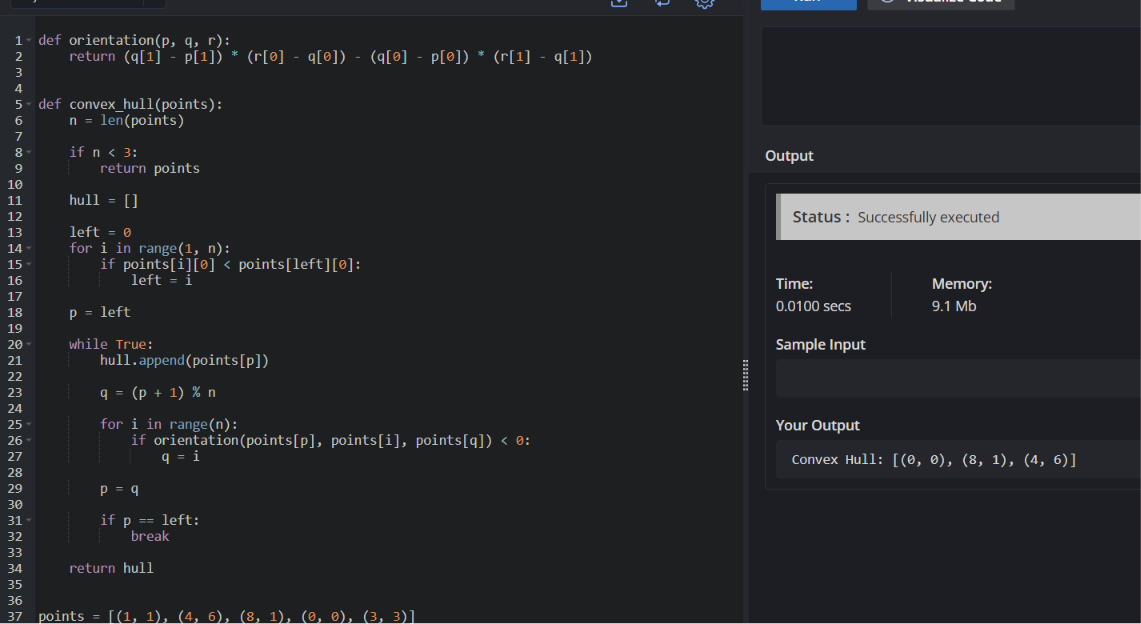 Visualize Code
1 def orientation(p, q, r):
2     return (q[1] - p[1]) * (r[0] - q[0]) - (q[0] - p[0]) * (r[1] - q[1])
3
4
5 def convex_hull(points):
6     n = len(points)
7
8     if n < 3:
9         return points
10
11     hull = []
12
13     left = 0
14     for i in range(1, n):
15         if points[i][0] < points[left][0]:
16             left = i
17
18     p = left
19
20     while True:
21         hull.append(points[p])
22
23         q = (p + 1) % n
24
25         for i in range(n):
26             if orientation(points[p], points[i], points[q]) < 0:
27                 q = i
28
29         p = q
30
31         if p == left:
32             break
33
34     return hull
35
36
37 points = [(1, 1), (4, 6), (8, 1), (0, 0), (3, 3)]
Output
Status : Successfully executed
Time:
0.0100 secs
Memory:
9.1 Mb
Sample Input
Your Output
Convex Hull: [(0, 0), (8, 1), (4, 6)]